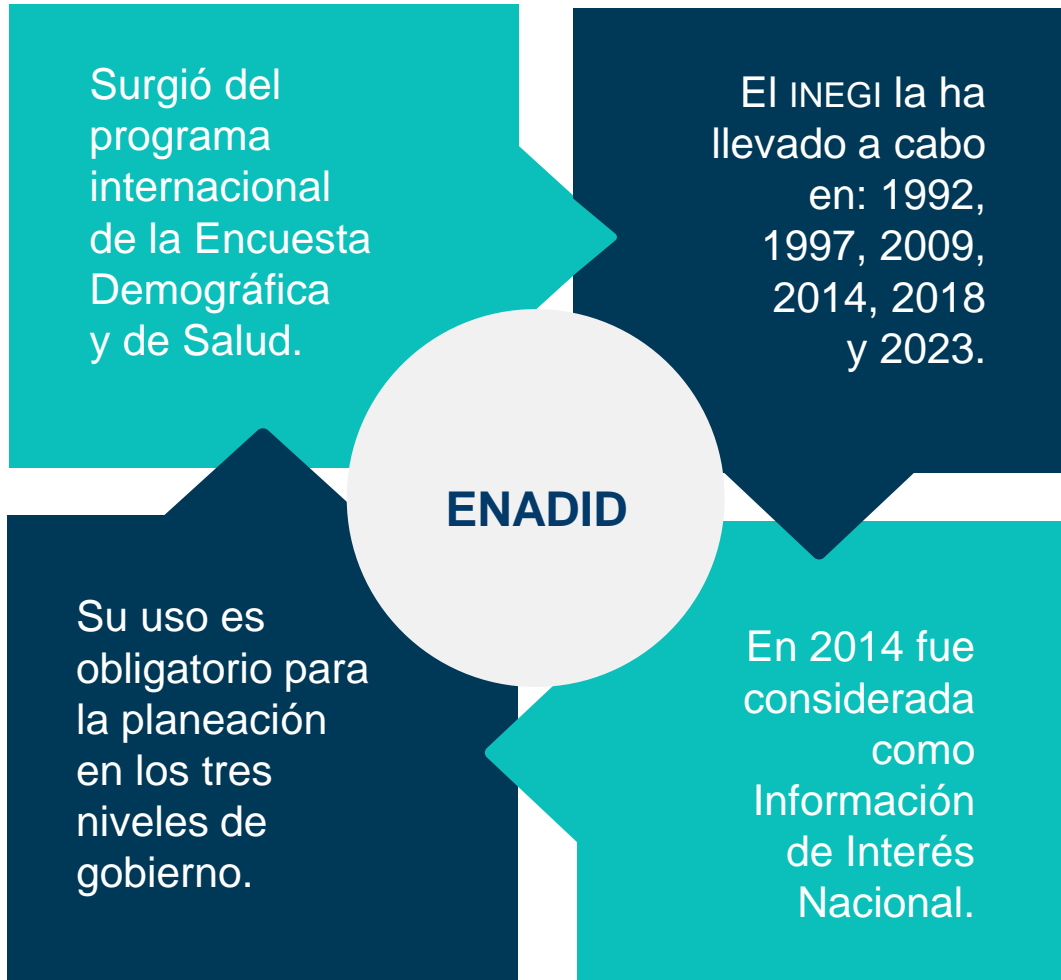 Surgió del
programa
internacional
de la Encuesta
Demográfica
y de Salud.
El INEGI la ha
llevado a cabo
en: 1992,
1997, 2009,
2014, 2018
y 2023.
ENADID
Su uso es
obligatorio para
la planeación
en los tres
niveles de
gobierno.
En 2014 fue
considerada
como
Información
de Interés
Nacional.